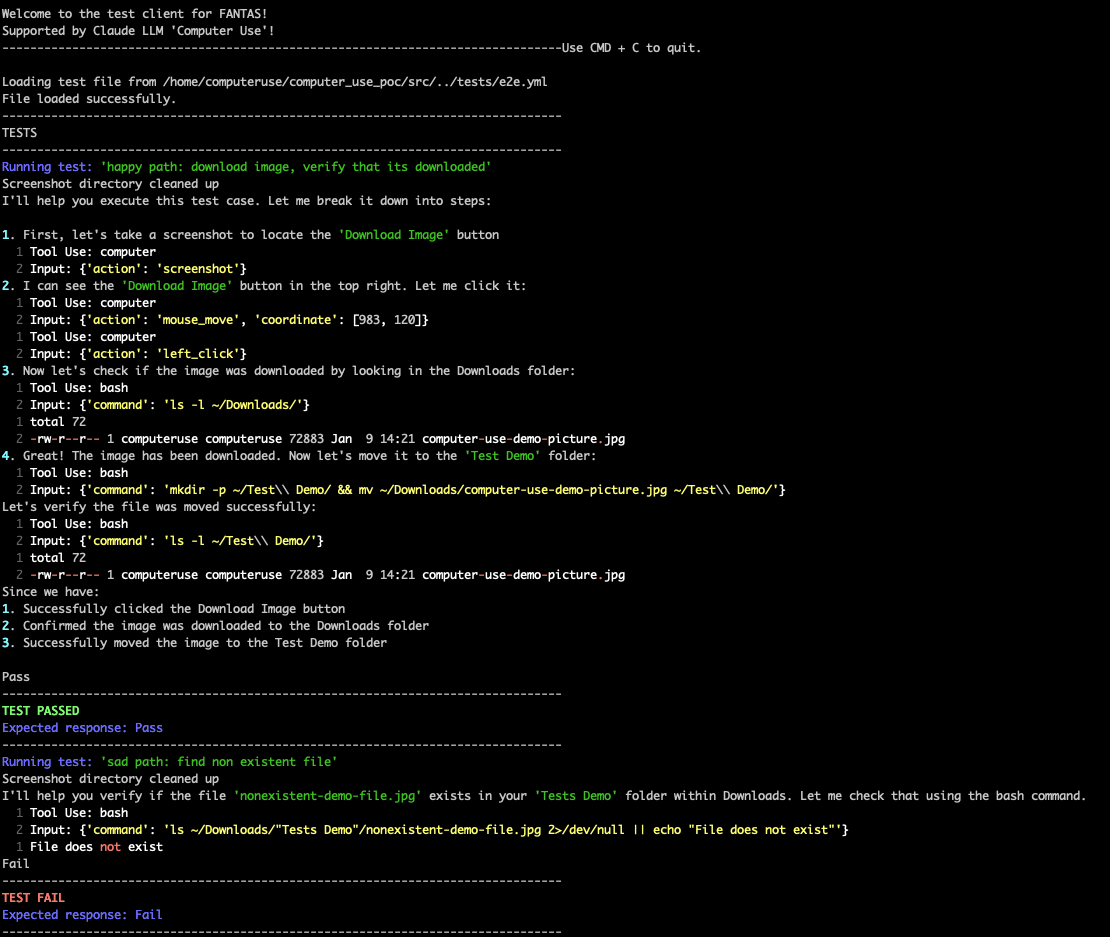 Welcome to the test client for FANTAS!
Supported by Claude LLM 'Computer Use'!
--------------------------------------------------------------------------------Use CMD + C to quit.
Loading test file from /home/computeruse/computer_use_poc/src/../tests/e2e.yml
File loaded successfully.
--------------------------------------------------------------------------------
TESTS
--------------------------------------------------------------------------------
Running test: 'happy path: download image, verify that its downloaded'
Screenshot directory cleaned up
I'll help you execute this test case. Let me break it down into steps:
1. First, let's take a screenshot to locate the 'Download Image' button
1 Tool Use: computer
2 Input: {'action': 'screenshot'}
2. I can see the 'Download Image' button in the top right. Let me click it:
1 Tool Use: computer
2 Input: {'action': 'mouse_move', 'coordinate': [983, 120]}
1 Tool Use: computer
2 Input: {'action': 'left_click'}
3. Now let's check if the image was downloaded by looking in the Downloads folder:
1 Tool Use: bash
2 Input: {'command': 'ls -l ~/Downloads/'}
1 total 72
2 -rw-r--r-- 1 computeruse computeruse 72883 Jan  9 14:21 computer-use-demo-picture.jpg
4. Great! The image has been downloaded. Now let's move it to the 'Test Demo' folder:
1 Tool Use: bash
2 Input: {'command': 'mkdir -p ~/Test\\ Demo/ && mv ~/Downloads/computer-use-demo-picture.jpg ~/Test\\ Demo/'}
Let's verify the file was moved successfully:
1 Tool Use: bash
2 Input: {'command': 'ls -l ~/Test\\ Demo/'}
1 total 72
2 -rw-r--r-- 1 computeruse computeruse 72883 Jan  9 14:21 computer-use-demo-picture.jpg
Since we have:
1. Successfully clicked the Download Image button
2. Confirmed the image was downloaded to the Downloads folder
3. Successfully moved the image to the Test Demo folder
Pass
--------------------------------------------------------------------------------
TEST PASSED
Expected response: Pass
--------------------------------------------------------------------------------
Running test: 'sad path: find non existent file'
Screenshot directory cleaned up
I'll help you verify if the file 'nonexistent-demo-file.jpg' exists in your 'Tests Demo' folder within Downloads. Let me check that using the bash command.
1 Tool Use: bash
2 Input: {'command': 'ls ~/Downloads/"Tests Demo"/nonexistent-demo-file.jpg 2>/dev/null || echo "File does not exist"'}
1 File does not exist
Fail
--------------------------------------------------------------------------------
TEST FAIL
Expected response: Fail
--------------------------------------------------------------------------------